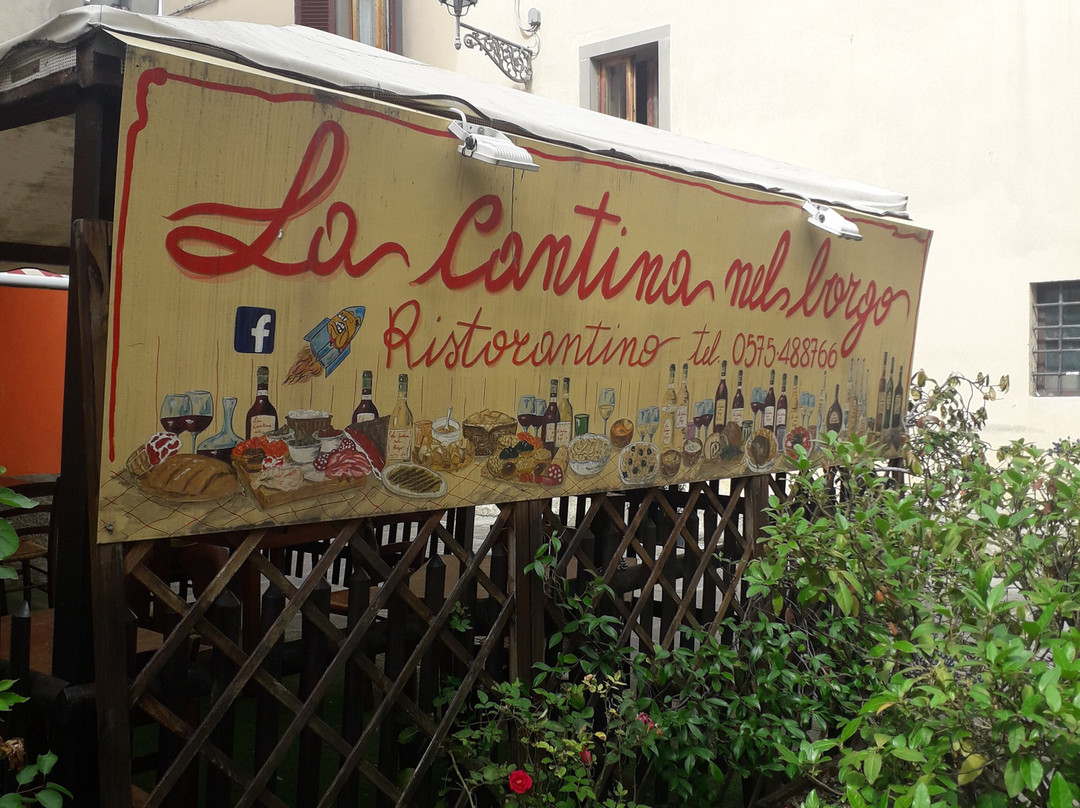 La Cantina nel borgo
Ristorantino tel. 0575-488766
f